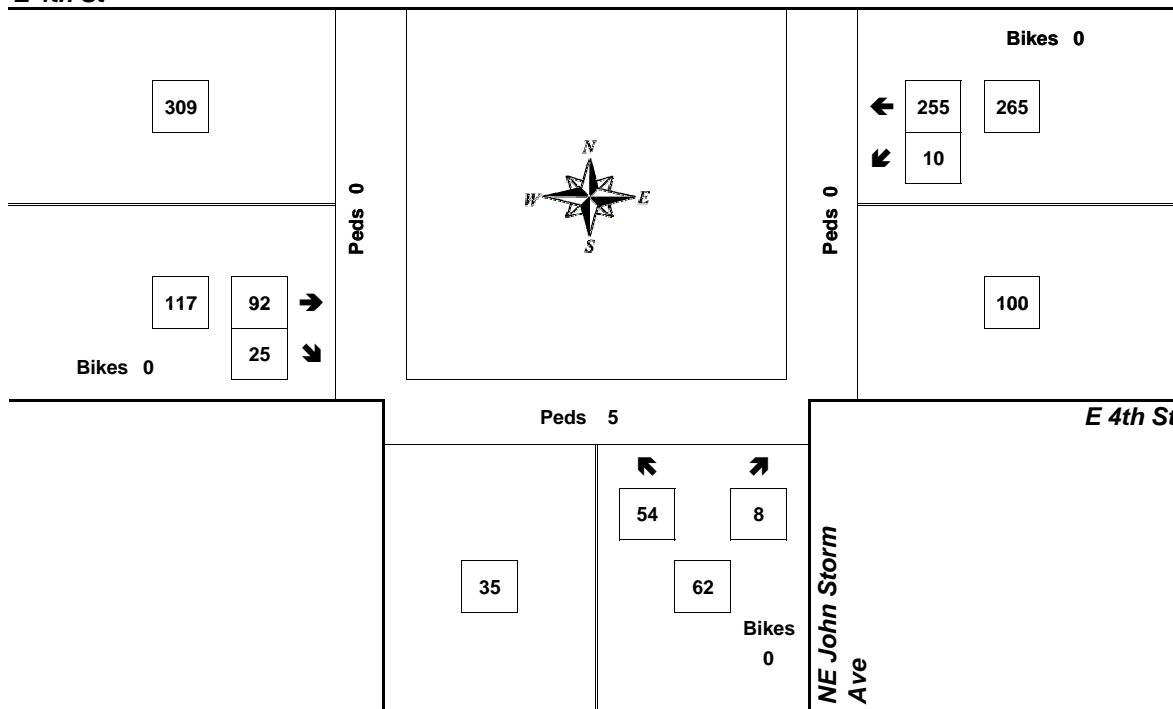 Bikes 0
309
255 265
10
N
W E
S
Peds 0
Peds 0
117 92
25
Bikes 0
100
Peds 5
E 4th St
54 8
35
62
Bikes
0
NE John Storm
Ave